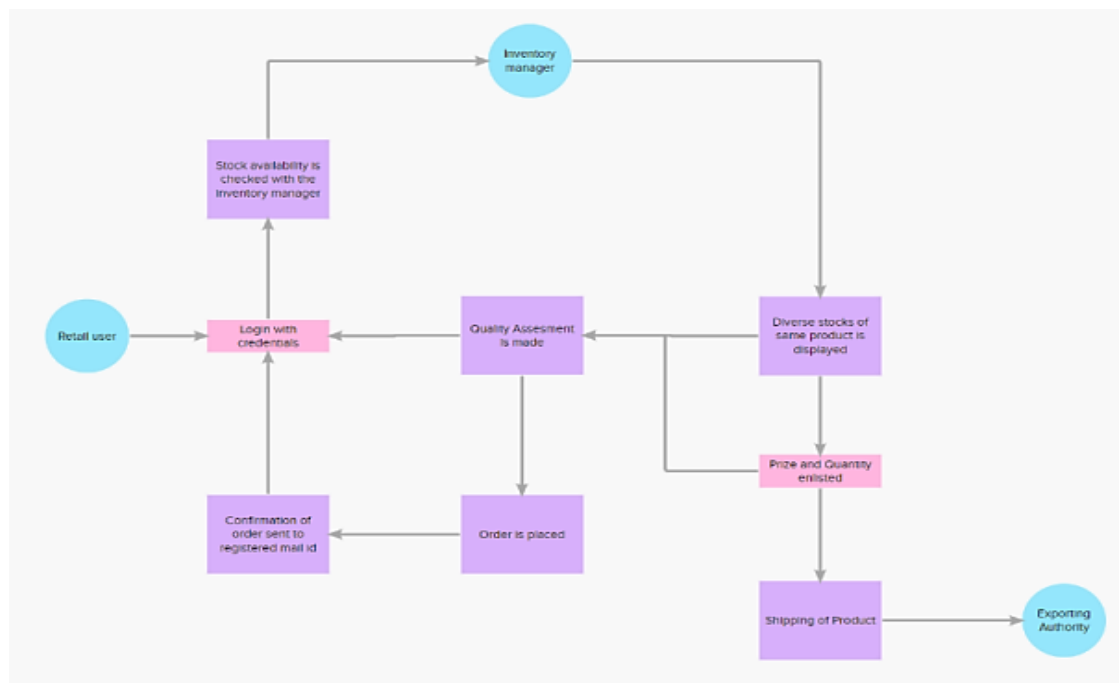 Inventory
manager
Stock availability is
checked with the
inventory manager
Retail user
Login with
credentials
Quality Assesment
is made
Diverse stocks of
same product is
displayed
Prize and Quantity
enlisted
Confirmation of
order sent to
registered mail id
Order is placed
Shipping of Product
Exporting
Authority